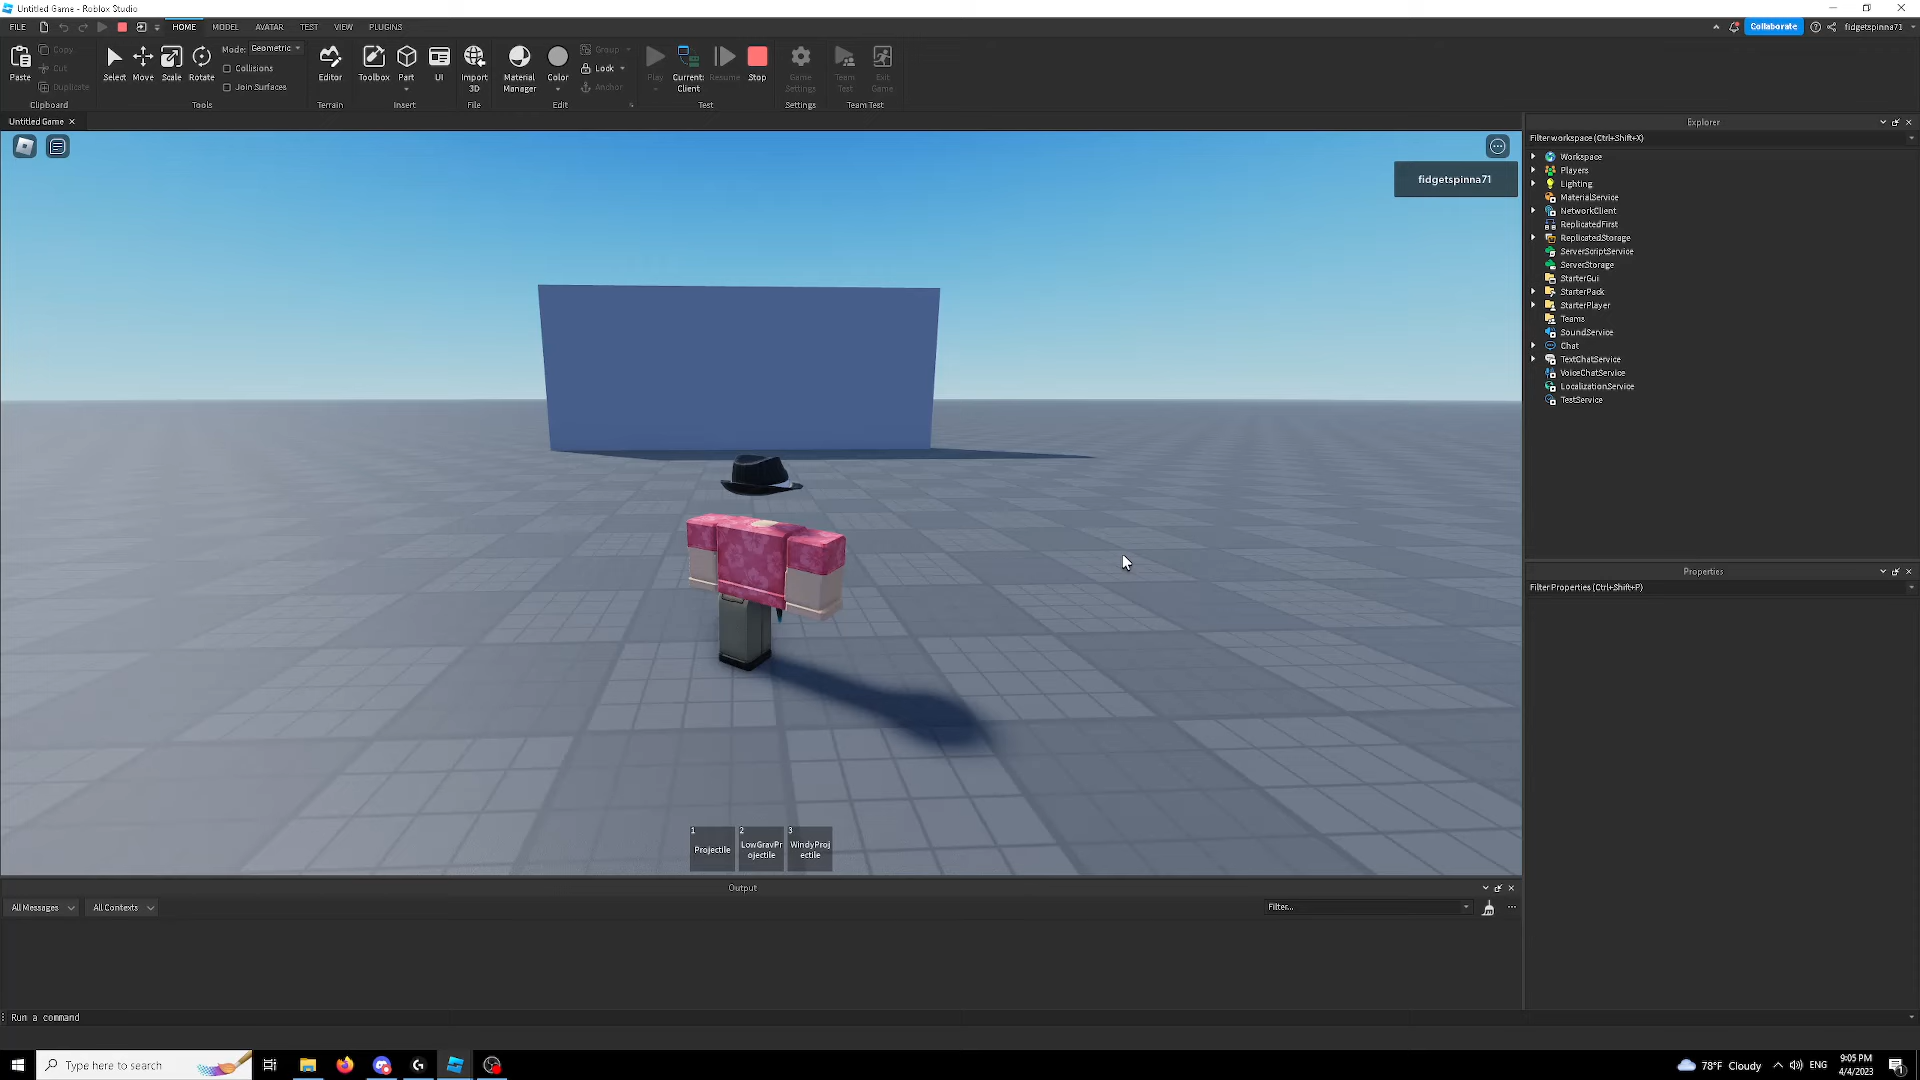 Untitled Game - Roblox Studio
FILE HOME MODEL AVATAR TEST VIEW PLUGINS Collaborate fidgetspinna71
Paste Copy Cut Duplicate Clipboard
Select Move Scale Rotate Mode: Geometric Collisions Join Surfaces Tools
Editor Terrain
Toolbox Part UI Insert
Import 3D File
Material Manager Color Group Lock Anchor Edit
Play Current: Client Resume Stop Test
Game Settings Settings
Team Test Exit Game Team Test
Untitled Game
fidgetspinna71
1 Projectile
2 LowGravPr ojectile
3 WindyProj ectile
Explorer
Filter workspace (Ctrl+Shift+X)
Workspace
Players
Lighting
MaterialService
NetworkClient
ReplicatedFirst
ReplicatedStorage
ServerScriptService
ServerStorage
StarterGui
StarterPack
StarterPlayer
Teams
SoundService
Chat
TextChatService
VoiceChatService
LocalizationService
TestService
Properties
Filter Properties (Ctrl+Shift+P)
Output
All Messages All Contexts Filter...
Run a command
Type here to search
78°F Cloudy ENG 9:05 PM
4/4/2023
1